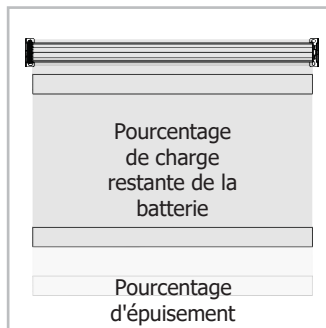 Pourcentage
de charge
restante de la
batterie
Pourcentage
d'épuisement